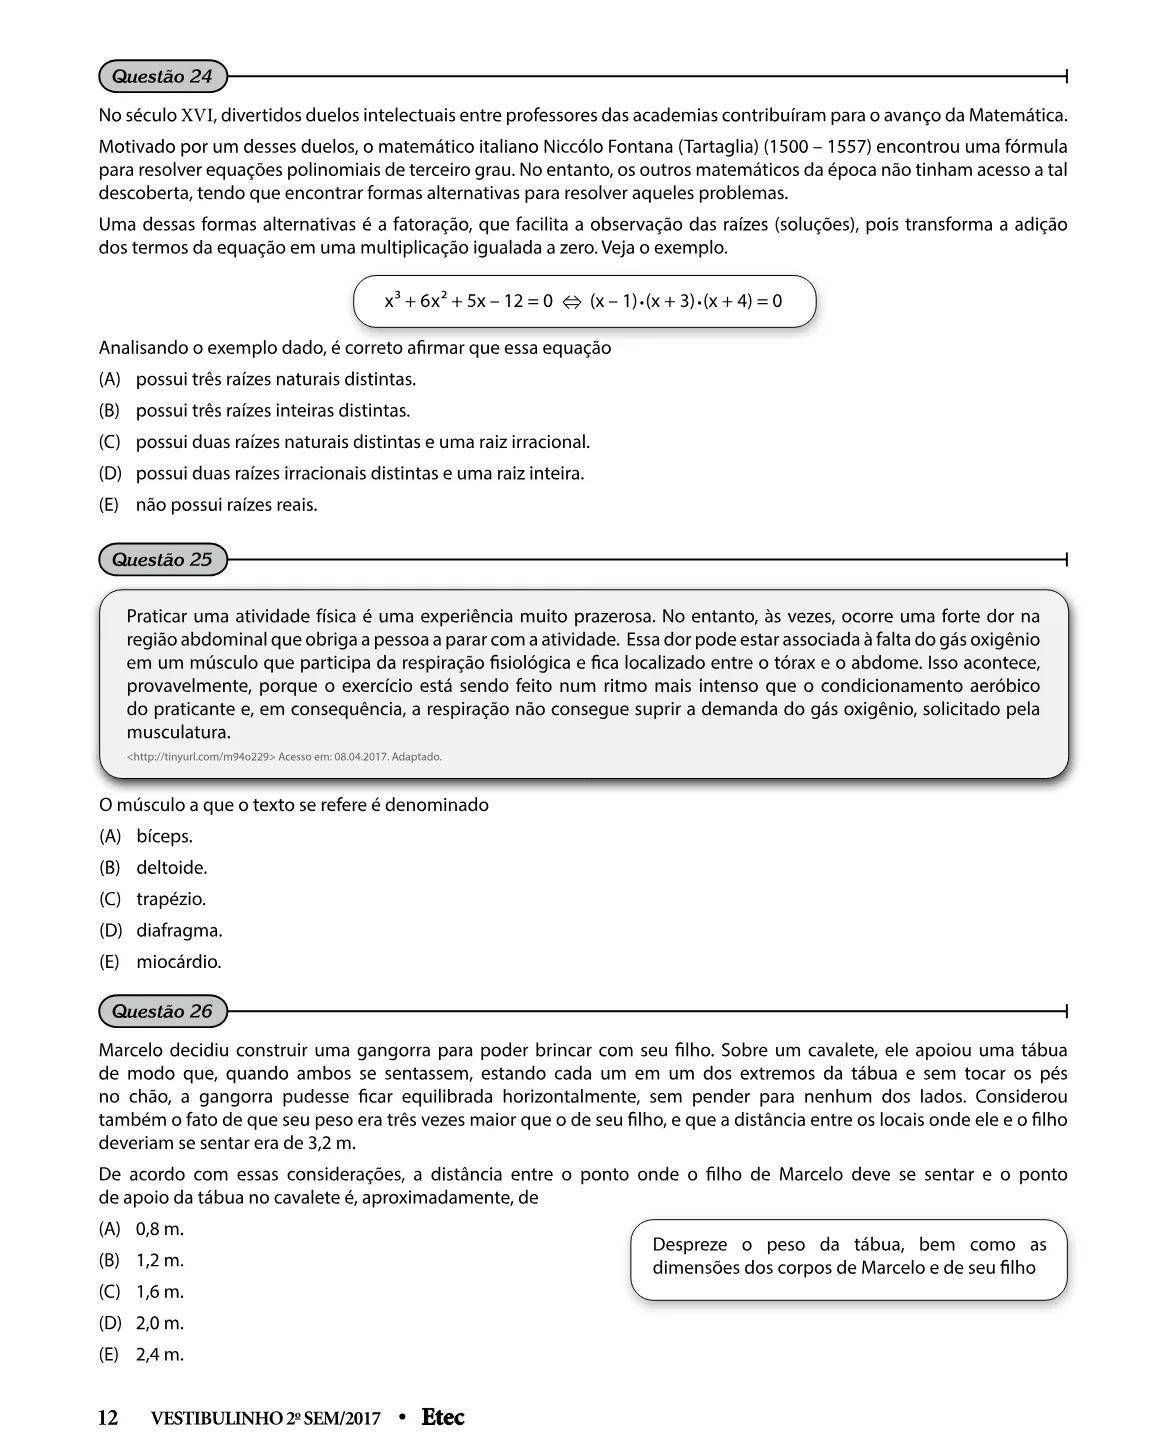 Questão 24
No século XVI, divertidos duelos intelectuais entre professores das academias contribuíram para o avanço da Matemática.
Motivado por um desses duelos, o matemático italiano Niccólo Fontana (Tartaglia) (1500 – 1557) encontrou uma fórmula
para resolver equações polinomiais de terceiro grau. No entanto, os outros matemáticos da época não tinham acesso a tal
descoberta, tendo que encontrar formas alternativas para resolver aqueles problemas.
Uma dessas formas alternativas é a fatoração, que facilita a observação das raízes (soluções), pois transforma a adição
dos termos da equação em uma multiplicação igualada a zero. Veja o exemplo.
x³ + 6x² + 5x – 12 = 0 ⇔ (x – 1)•(x + 3)•(x + 4) = 0
Analisando o exemplo dado, é correto afirmar que essa equação
(A) possui três raízes naturais distintas.
(B) possui três raízes inteiras distintas.
(C) possui duas raízes naturais distintas e uma raiz irracional.
(D) possui duas raízes irracionais distintas e uma raiz inteira.
(E) não possui raízes reais.
Questão 25
Praticar uma atividade física é uma experiência muito prazerosa. No entanto, às vezes, ocorre uma forte dor na
região abdominal que obriga a pessoa a parar com a atividade. Essa dor pode estar associada à falta do gás oxigênio
em um músculo que participa da respiração fisiológica e fica localizado entre o tórax e o abdome. Isso acontece,
provavelmente, porque o exercício está sendo feito num ritmo mais intenso que o condicionamento aeróbico
do praticante e, em consequência, a respiração não consegue suprir a demanda do gás oxigênio, solicitado pela
musculatura.
<http://tinyurl.com/m94o229> Acesso em: 08.04.2017. Adaptado.
O músculo a que o texto se refere é denominado
(A) bíceps.
(B) deltoide.
(C) trapézio.
(D) diafragma.
(E) miocárdio.
Questão 26
Marcelo decidiu construir uma gangorra para poder brincar com seu filho. Sobre um cavalete, ele apoiou uma tábua
de modo que, quando ambos se sentassem, estando cada um em um dos extremos da tábua e sem tocar os pés
no chão, a gangorra pudesse ficar equilibrada horizontalmente, sem pender para nenhum dos lados. Considerou
também o fato de que seu peso era três vezes maior que o de seu filho, e que a distância entre os locais onde ele e o filho
deveriam se sentar era de 3,2 m.
De acordo com essas considerações, a distância entre o ponto onde o filho de Marcelo deve se sentar e o ponto
de apoio da tábua no cavalete é, aproximadamente, de
(A) 0,8 m.
(B) 1,2 m.
(C) 1,6 m.
(D) 2,0 m.
(E) 2,4 m.
Despreze o peso da tábua, bem como as
dimensões dos corpos de Marcelo e de seu filho
12 VESTIBULINHO 2º SEM/2017 • Etec